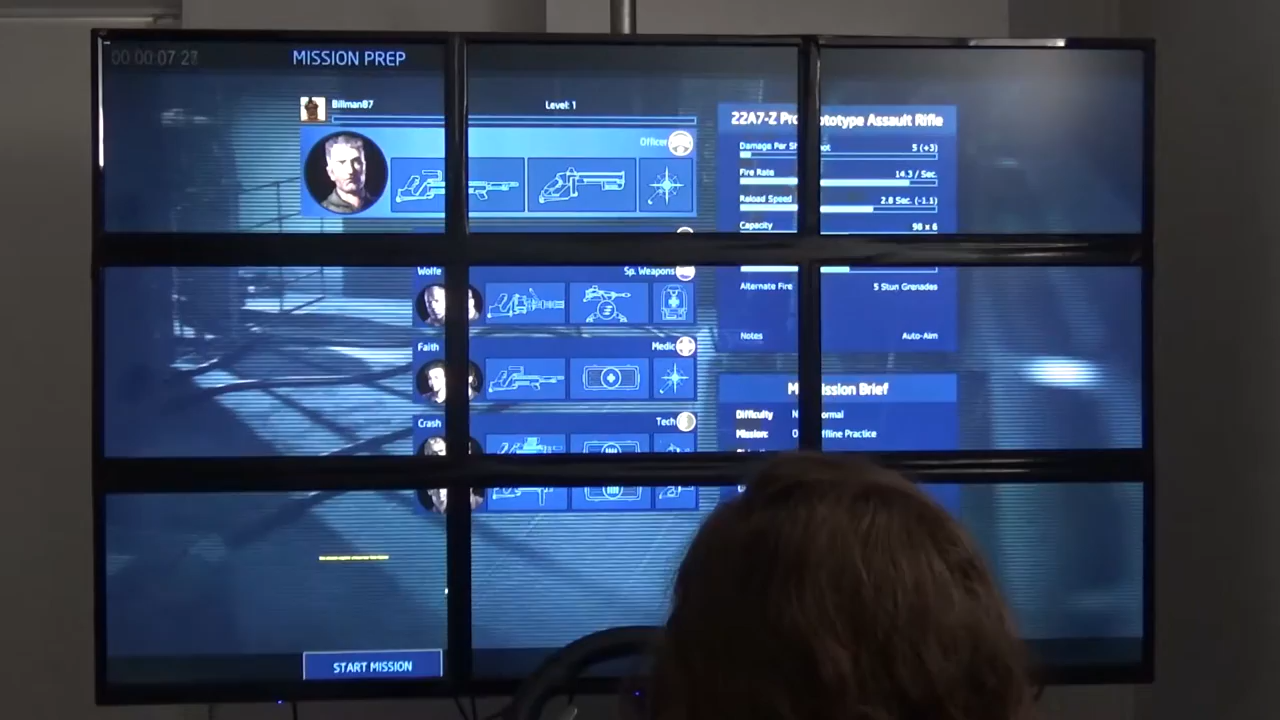 00:00:07 2
MISSION PREP
Billman87
Level: 1
Officer
22A7-Z Pro ototype Assault Rifle
Damage Per Sh ot
5 (+3)
Fire Rate
14.3 / Sec.
Reload Speed
2.8 Sec. (-1.1)
Capacity
98 x 6
Wolfe
Sp. Weapons
Alternate Fire
5 Stun Grenades
Faith
Medic
Notes
Auto-Aim
M ission Brief
Crash
Tech
Difficulty
N ormal
Mission:
O ffline Practice
START MISSION